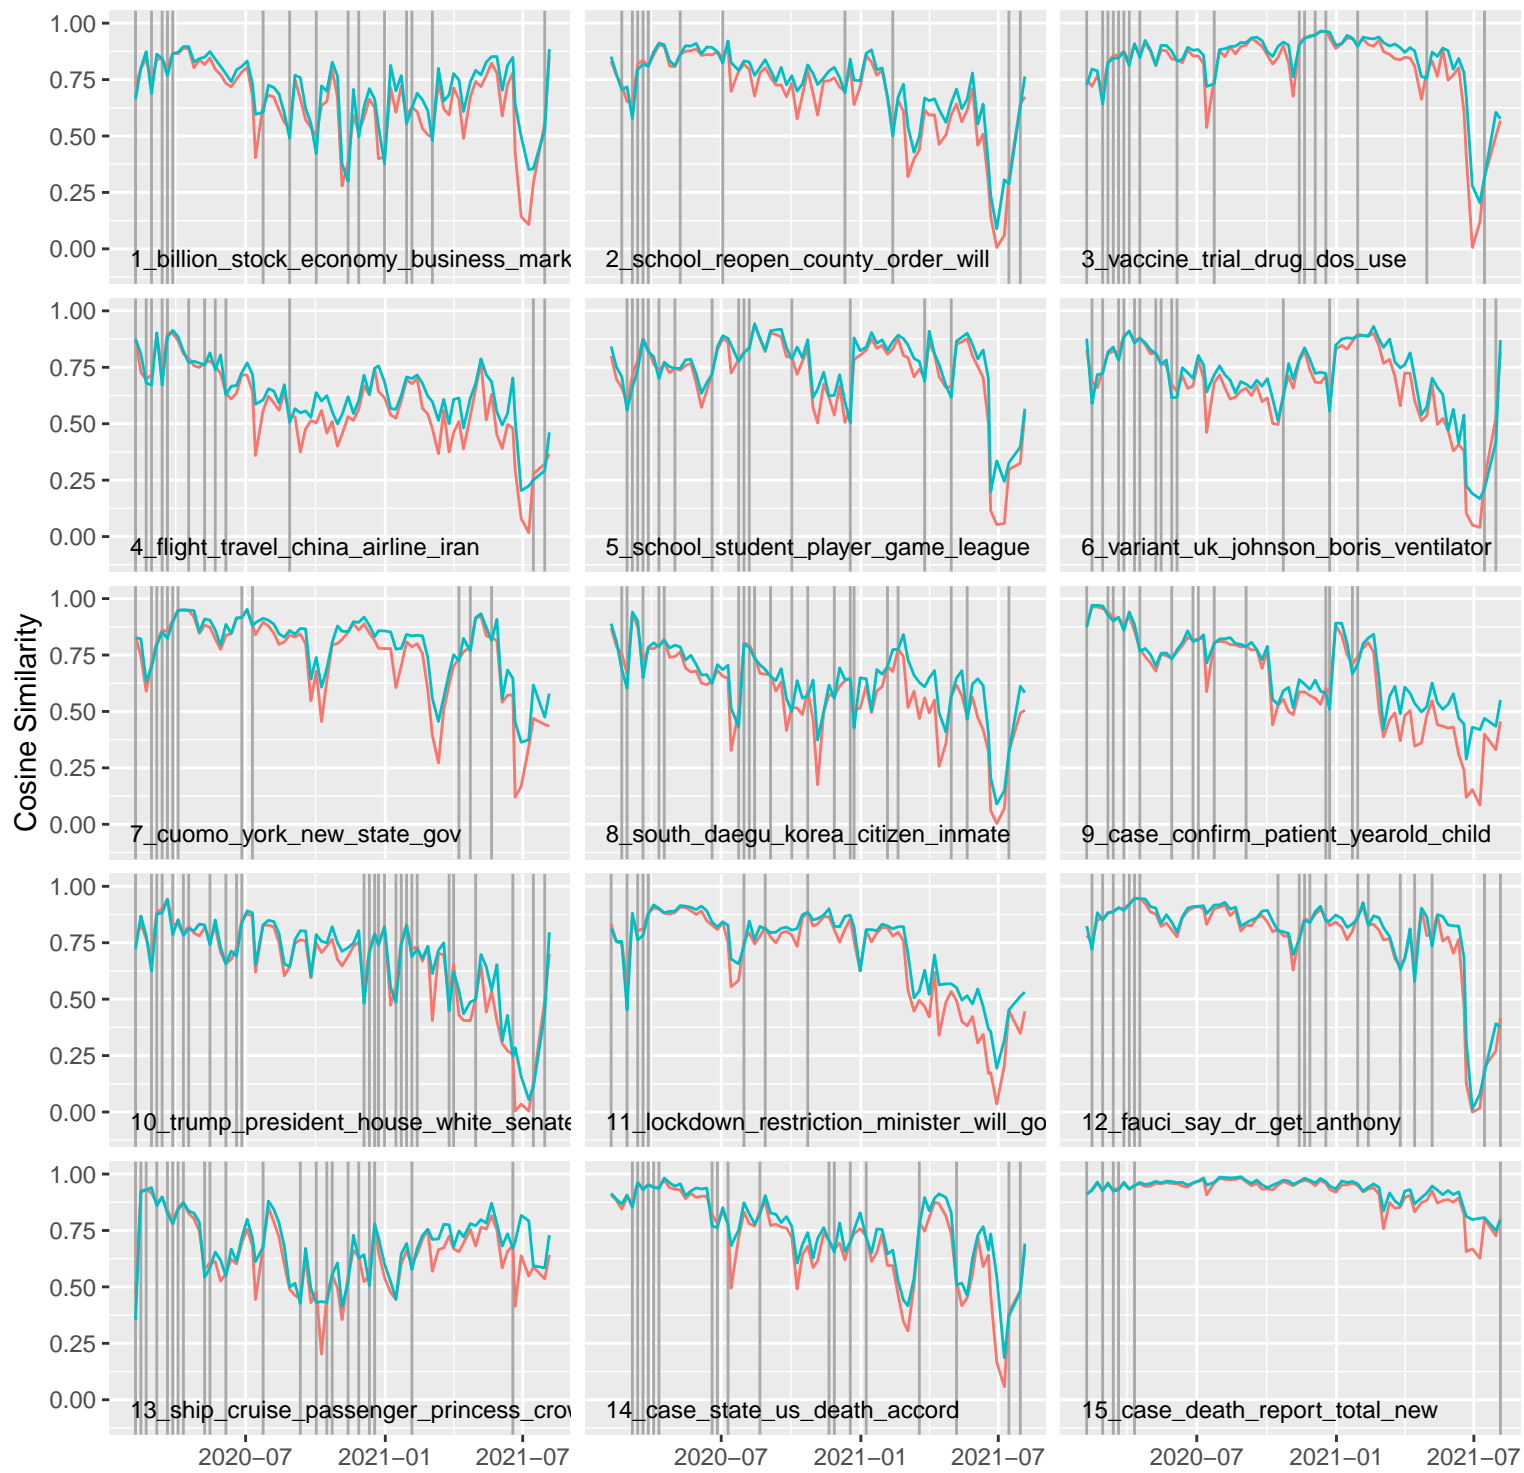 1.00
0.75
0.50
0.25
0.00
1_billion_stock_economy_business_mark
2_school_reopen_county_order_will
3_vaccine_trial_drug_dos_use
1.00
0.75
0.50
0.25
0.00
4_flight_travel_china_airline_iran
5_school_student_player_game_league
6_variant_uk_johnson_boris_ventilator
Cosine Similarity
1.00
0.75
0.50
0.25
0.00
7_cuomo_york_new_state_gov
8_south_daegu_korea_citizen_inmate
9_case_confirm_patient_yearold_child
1.00
0.75
0.50
0.25
0.00
10_trump_president_house_white_senate
11_lockdown_restriction_minister_will_go
12_fauci_say_dr_get_anthony
1.00
0.75
0.50
0.25
0.00
13_ship_cruise_passenger_princess_crow
14_case_state_us_death_accord
15_case_death_report_total_new
2020−07 2021−01 2021−07 2020−07 2021−01 2021−07 2020−07 2021−01 2021−07